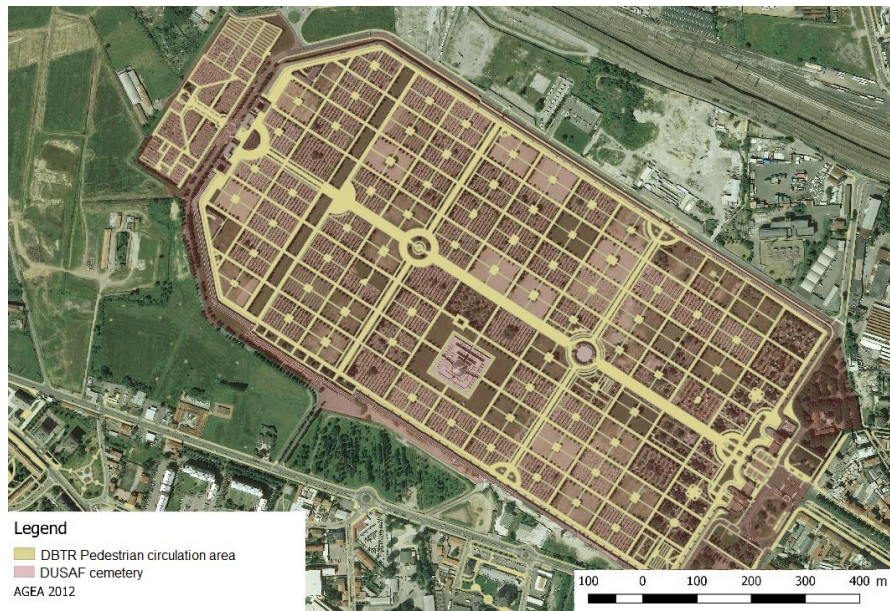 Legend
DBTR Pedestrian circulation area
DUSAF cemetery
AGEA 2012
100 0 100 200 300 400 m